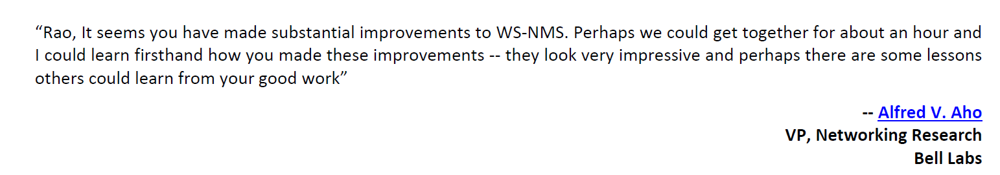 “Rao, It seems you have made substantial improvements to WS-NMS. Perhaps we could get together for about an hour and
I could learn firsthand how you made these improvements -- they look very impressive and perhaps there are some lessons
others could learn from your good work”
-- Alfred V. Aho
VP, Networking Research
Bell Labs